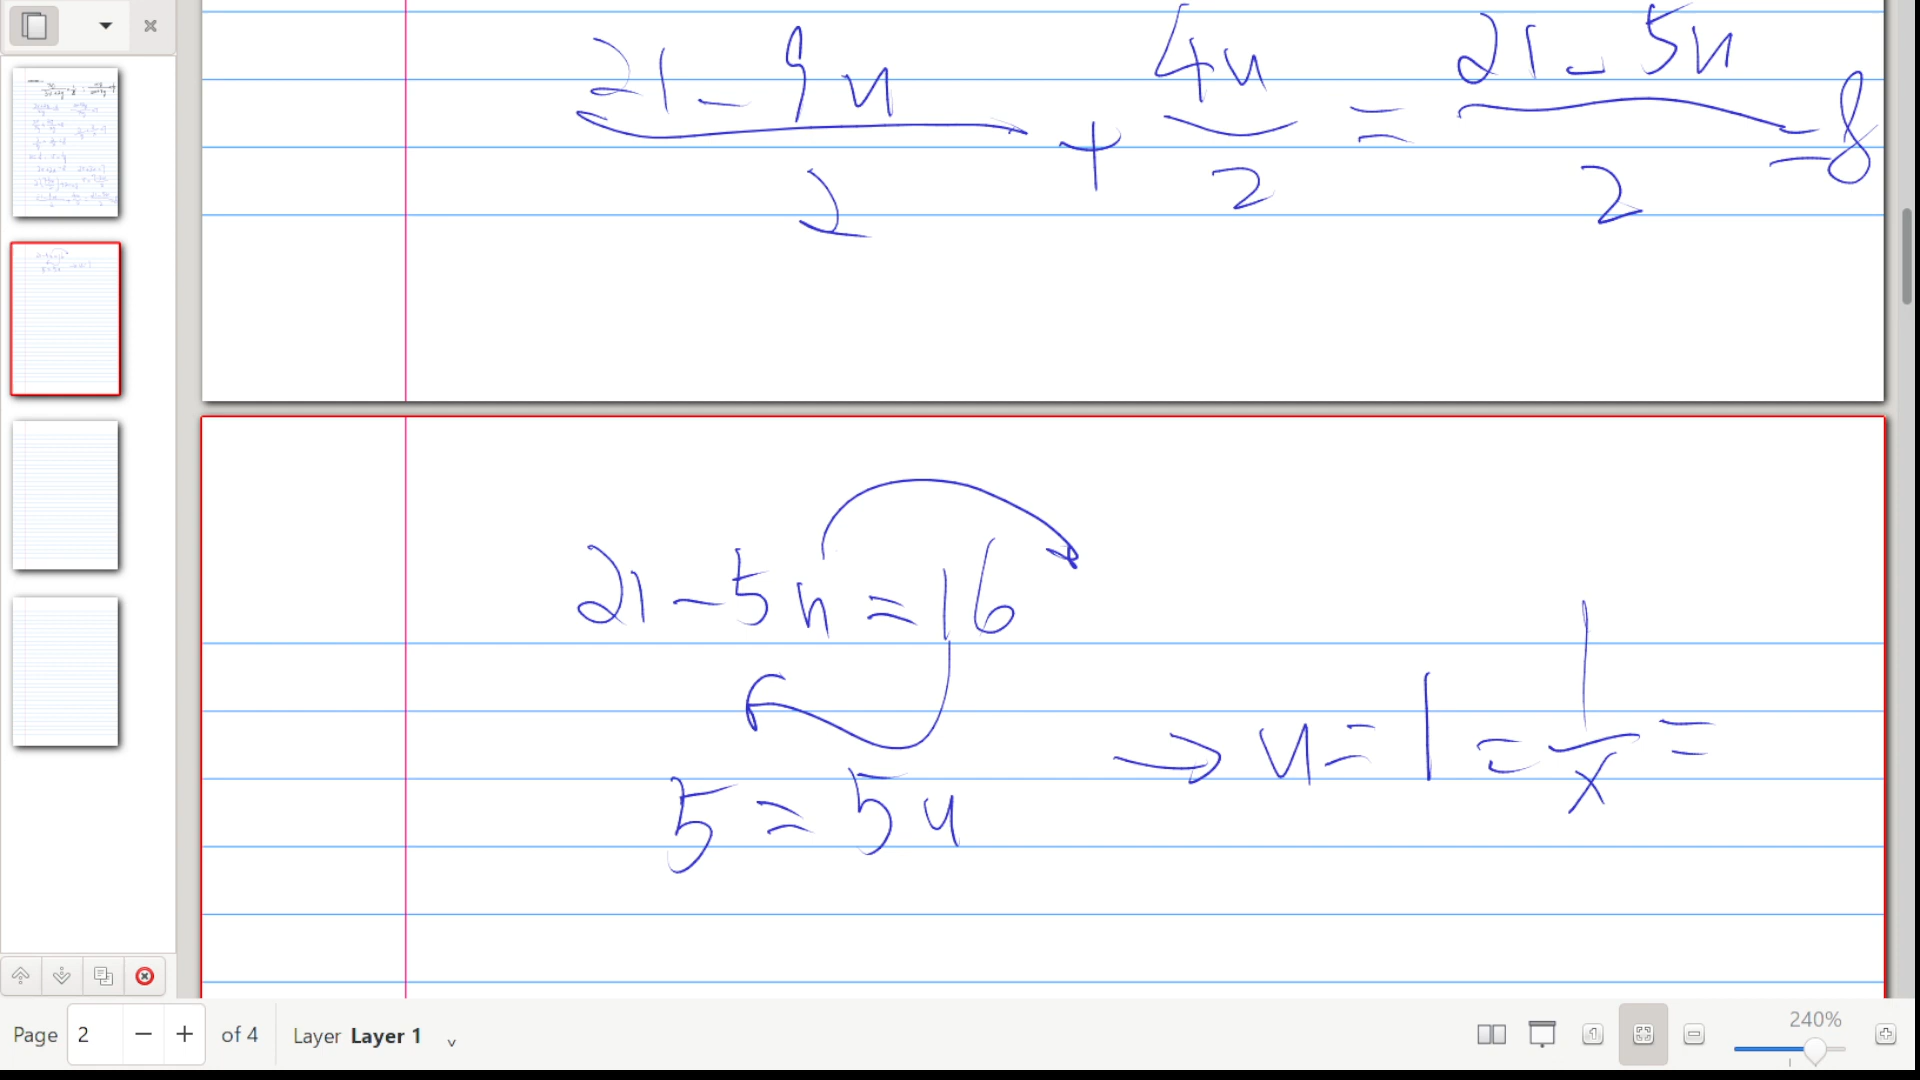 21 - 9u / 2 + 4u / 2 = 21 - 5u / 2 = 8
21 - 5u = 16
→ u = 1 = 1/x =
5 = 5u
Page 2 of 4 Layer Layer 1 240%